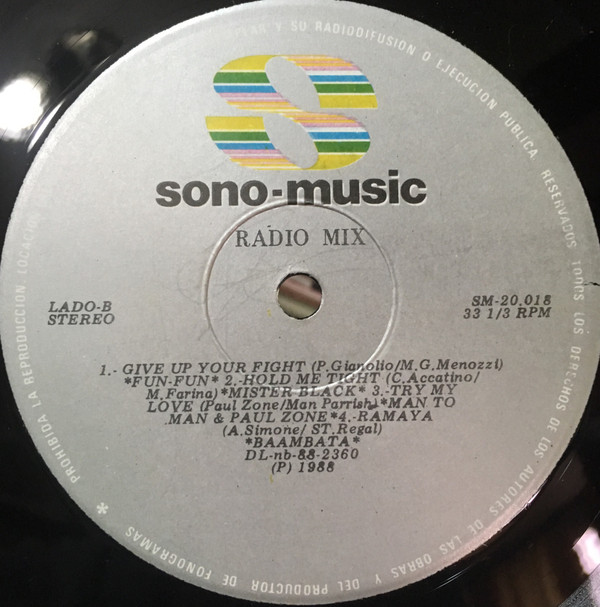 sono-music
RADIO MIX
LADO-B
STEREO
SM-20.018
33 1/3 RPM
1.- GIVE UP YOUR FIGHT (P.Gianolio/M.G.Menozzi)
*FUN-FUN* 2.-HOLD ME TIGHT (C.Accatino/
M.Farina) *MISTER BLACK* 3.-TRY MY
LOVE (Paul Zone/Man Parrish)*MAN TO
MAN & PAUL ZONE*4.-RAMAYA
(A.Simone/ ST.Regal)
*BAAMBATA*
DL-nb-88-2360
(P) 1988
* PROHIBIDA LA REPRODUCCION, LOCACION Y SU RADIODIFUSION O EJECUCION PUBLICA RESERVADOS TODOS LOS DERECHOS DE LOS AUTORES DE LAS OBRAS Y DEL PRODUCTOR DE FONOGRAMAS